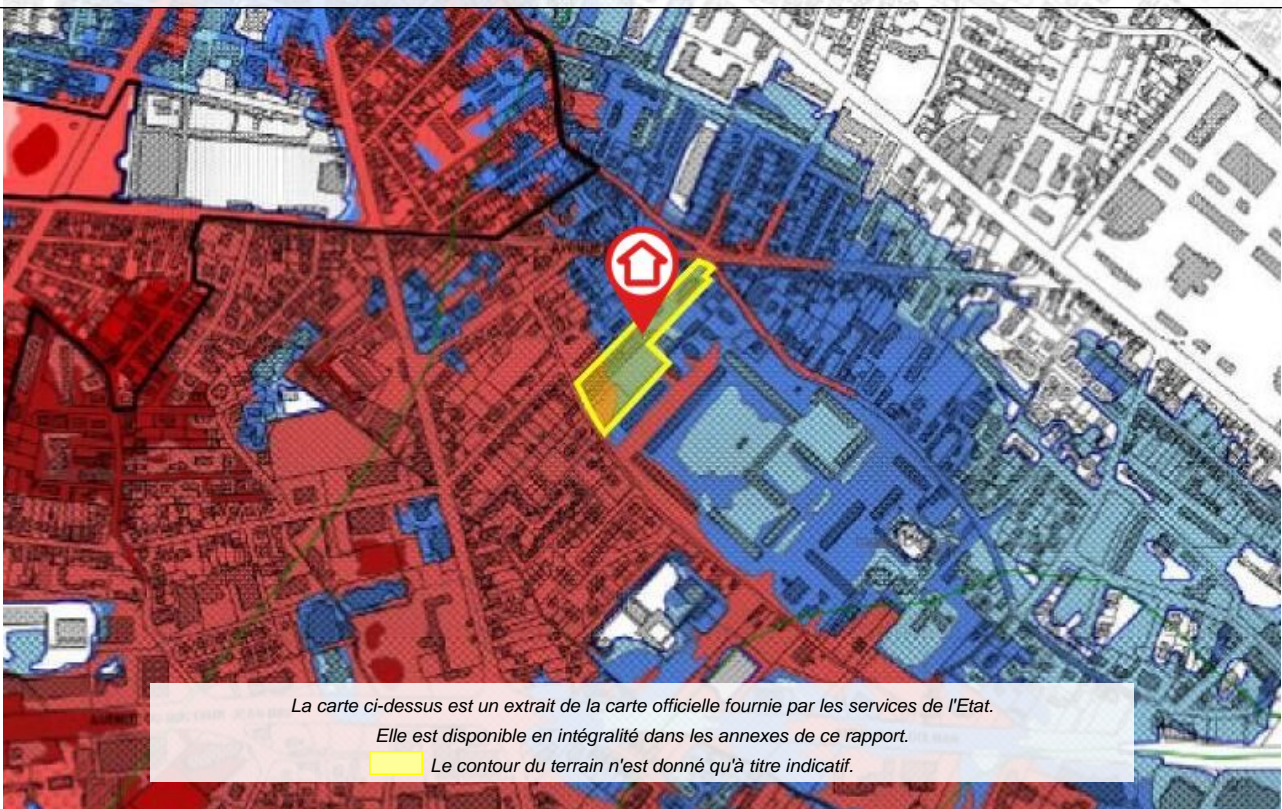 La carte ci-dessus est un extrait de la carte officielle fournie par les services de l'Etat.
Elle est disponible en intégralité dans les annexes de ce rapport.
Le contour du terrain n'est donné qu'à titre indicatif.